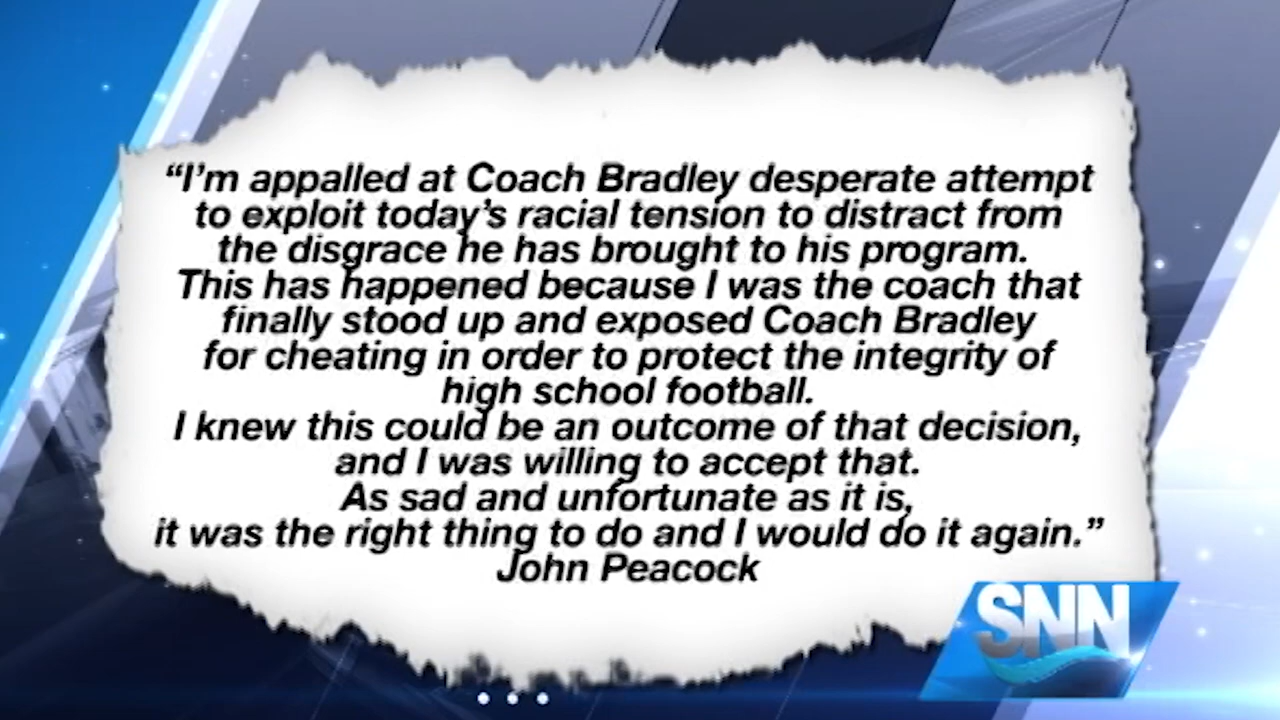 “I’m appalled at Coach Bradley desperate attempt
to exploit today’s racial tension to distract from
the disgrace he has brought to his program.
This has happened because I was the coach that
finally stood up and exposed Coach Bradley
for cheating in order to protect the integrity of
high school football.
I knew this could be an outcome of that decision,
and I was willing to accept that.
As sad and unfortunate as it is,
it was the right thing to do and I would do it again.”
John Peacock
SNN